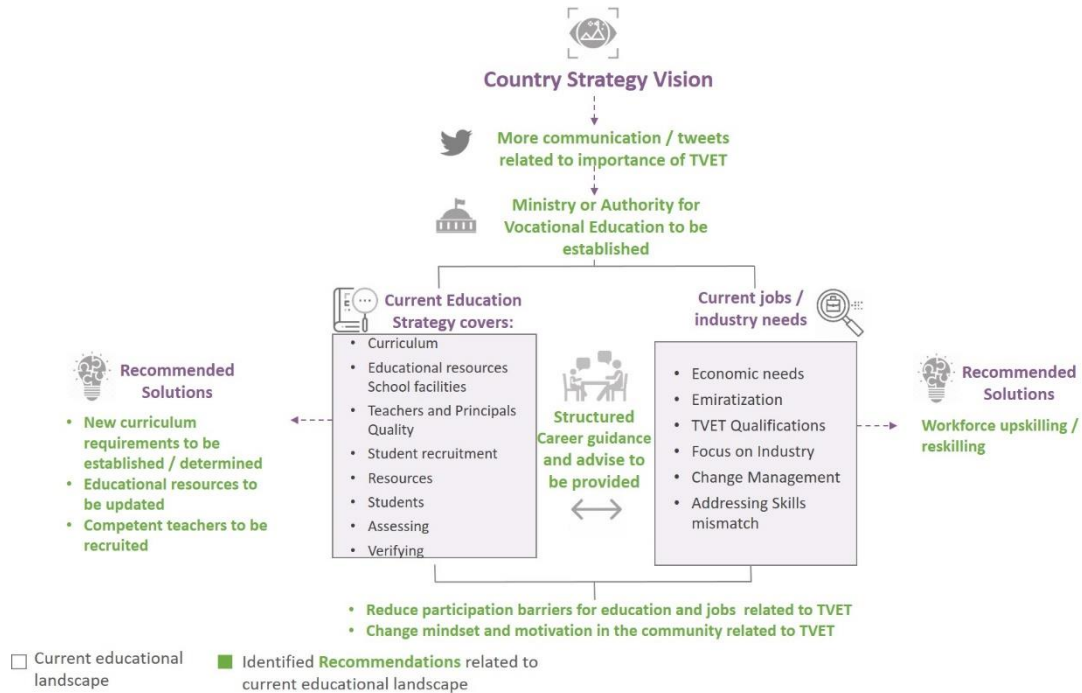 Country Strategy Vision
More communication / tweets
related to importance of TVET
Ministry or Authority for
Vocational Education to be
established
Current Education
Strategy covers:
• Curriculum
• Educational resources
School facilities
• Teachers and Principals
Quality
• Student recruitment
• Resources
• Students
• Assessing
• Verifying
Current jobs /
industry needs
• Economic needs
• Emiratization
• TVET Qualifications
• Focus on Industry
• Change Management
• Addressing Skills
mismatch
Structured
Career guidance
and advise to
be provided
Recommended
Solutions
• New curriculum
requirements to be
established / determined
• Educational resources to
be updated
• Competent teachers to be
recruited
Recommended
Solutions
Workforce upskilling /
reskilling
• Reduce participation barriers for education and jobs related to TVET
• Change mindset and motivation in the community related to TVET
Current educational
landscape
Identified Recommendations related to
current educational landscape